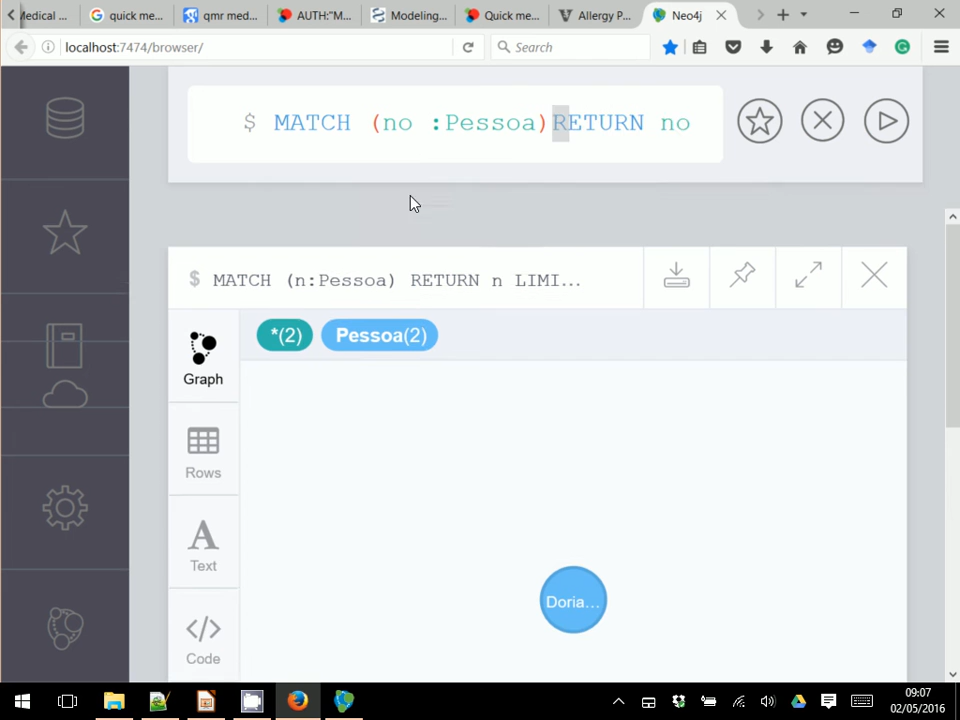 Medical ...
quick me...
qmr med...
AUTH:"M...
Modeling...
Quick me...
Allergy P...
Neo4j
localhost:7474/browser/
Search
$ MATCH (no :Pessoa)RETURN no
$ MATCH (n:Pessoa) RETURN n LIMI...
*(2) Pessoa(2)
Graph
Rows
A
Text
Doria...
</>
Code
09:07
02/05/2016